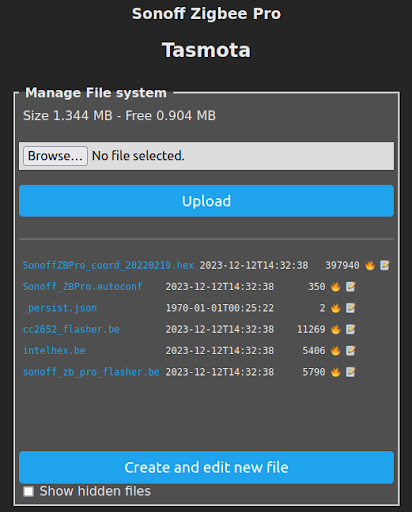 Sonoff Zigbee Pro
Tasmota
Manage File system
Size 1.344 MB - Free 0.904 MB
Browse... No file selected.
Upload
SonoffZBPro_coord_20220219.hex 2023-12-12T14:32:38 397940
Sonoff_ZBPro.autoconf 2023-12-12T14:32:38 350
_persist.json 1970-01-01T00:25:22 2
cc2652_flasher.be 2023-12-12T14:32:38 11269
intelhex.be 2023-12-12T14:32:38 5406
sonoff_zb_pro_flasher.be 2023-12-12T14:32:38 5790
Create and edit new file
Show hidden files